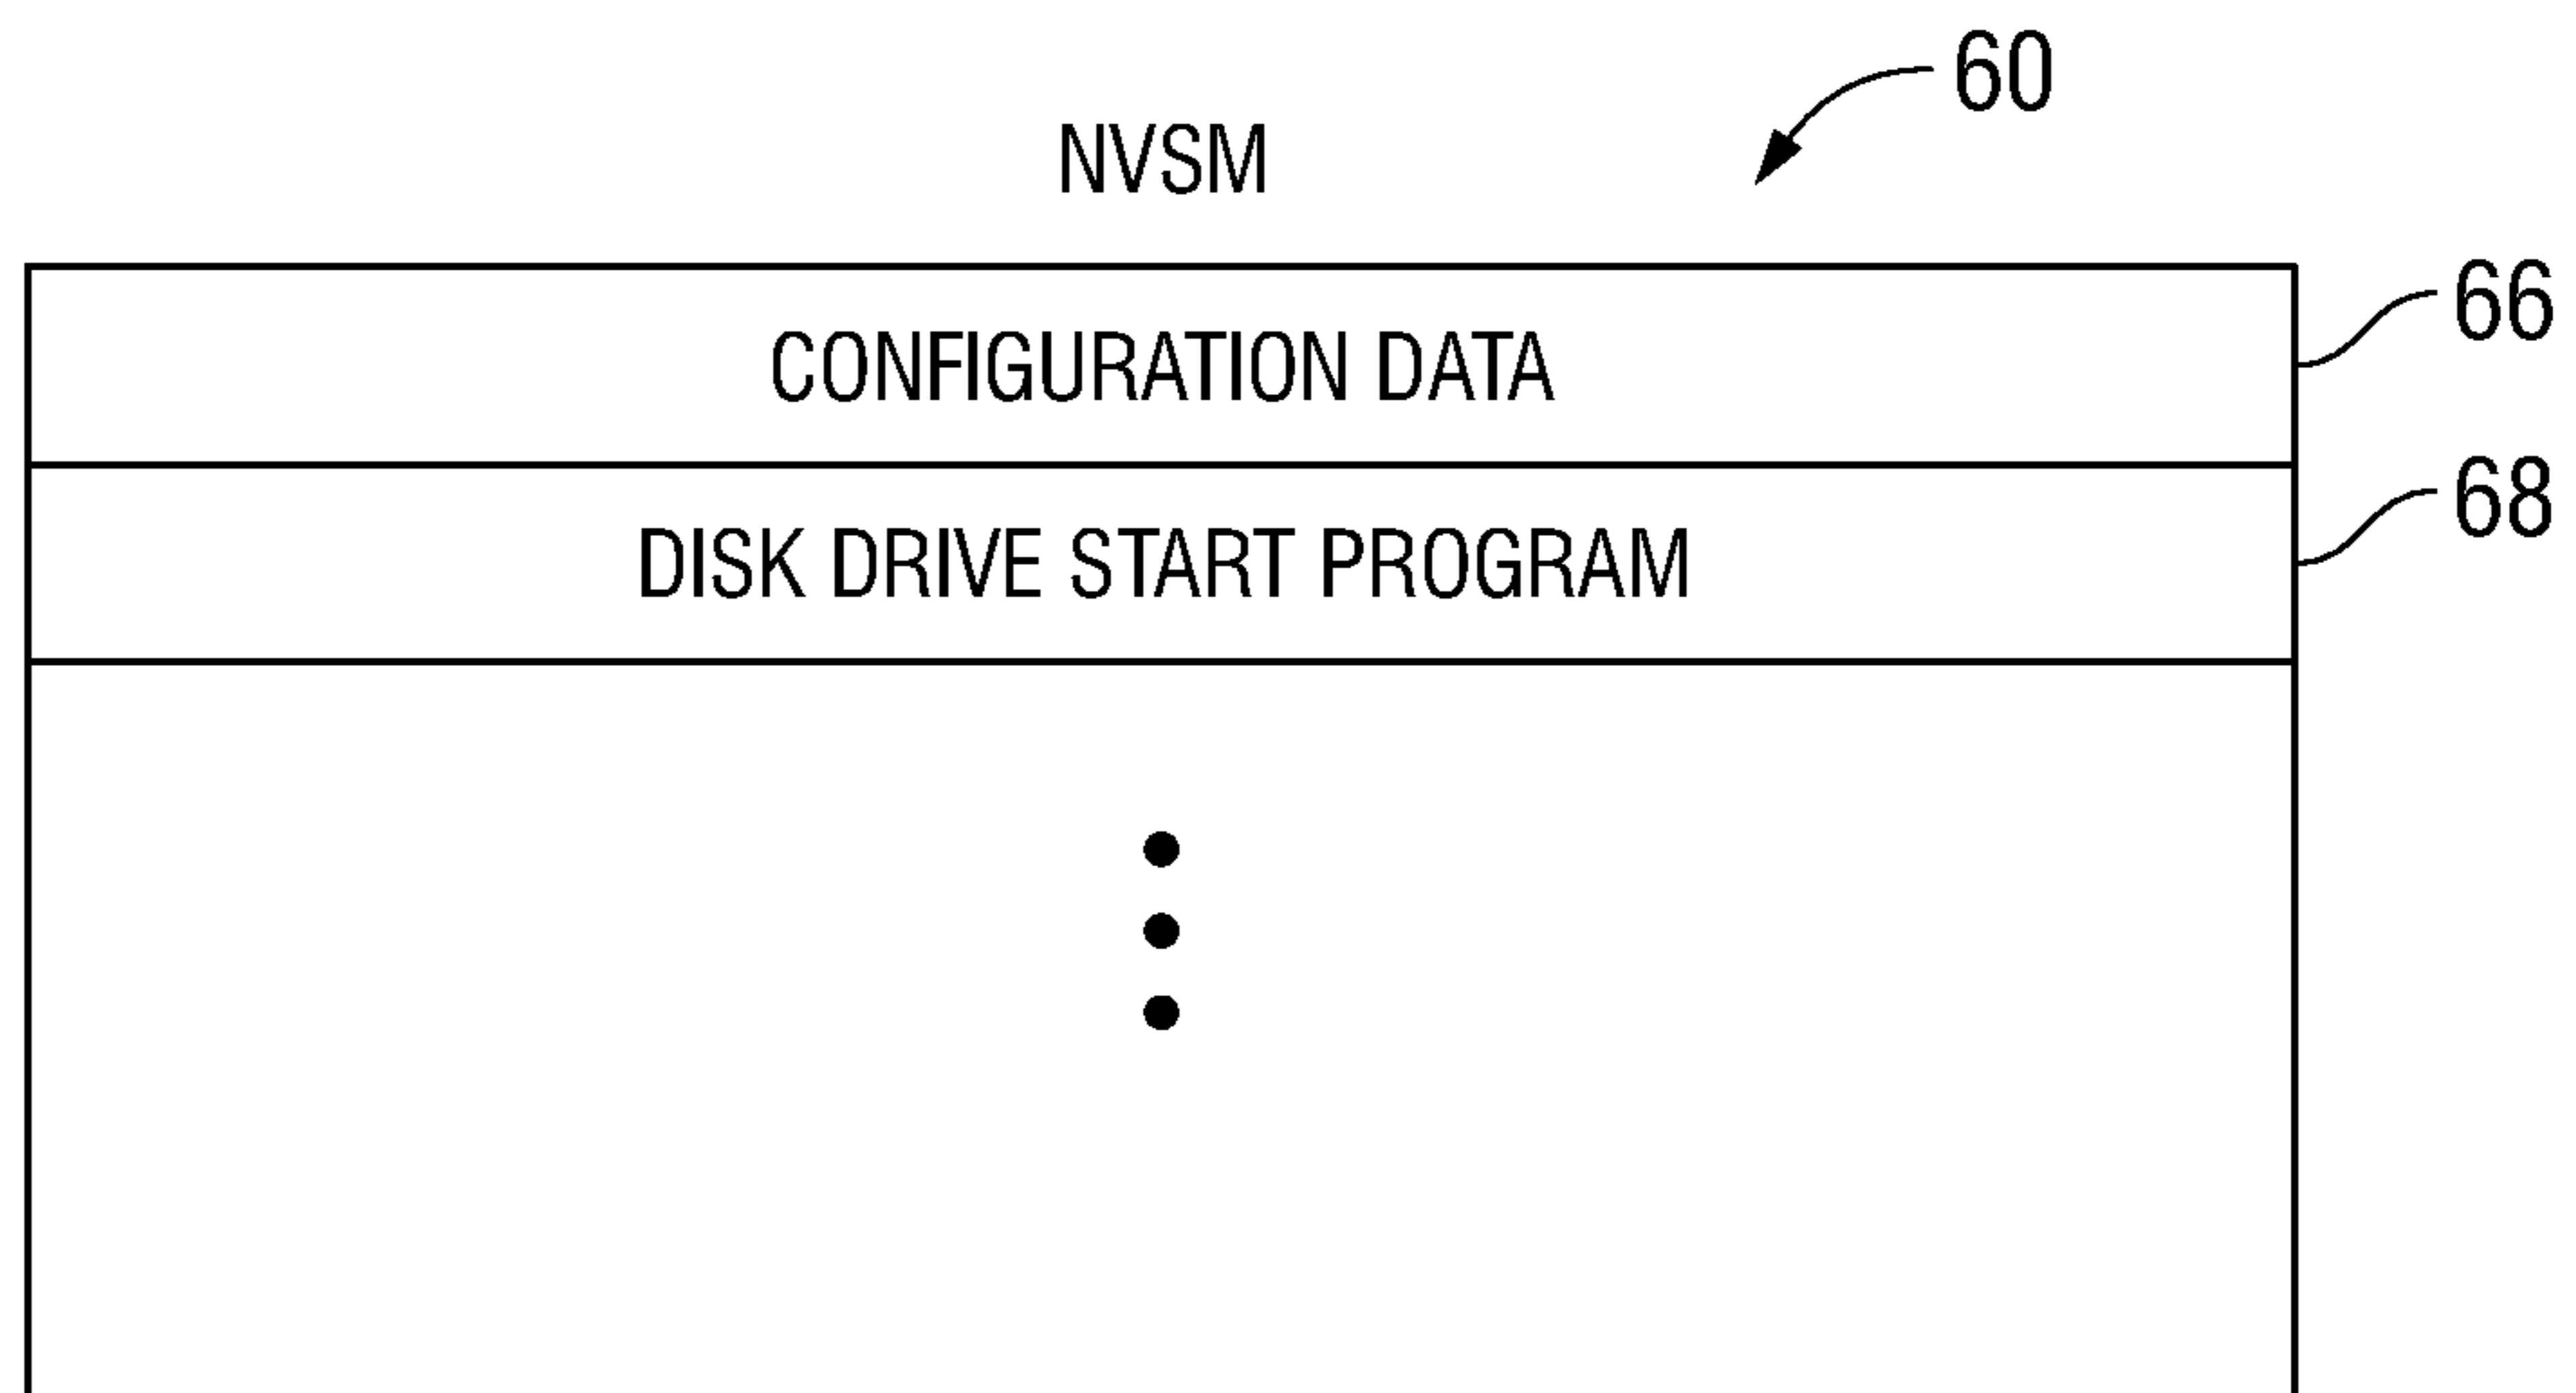 60
NVSM
CONFIGURATION DATA
66
DISK DRIVE START PROGRAM
68